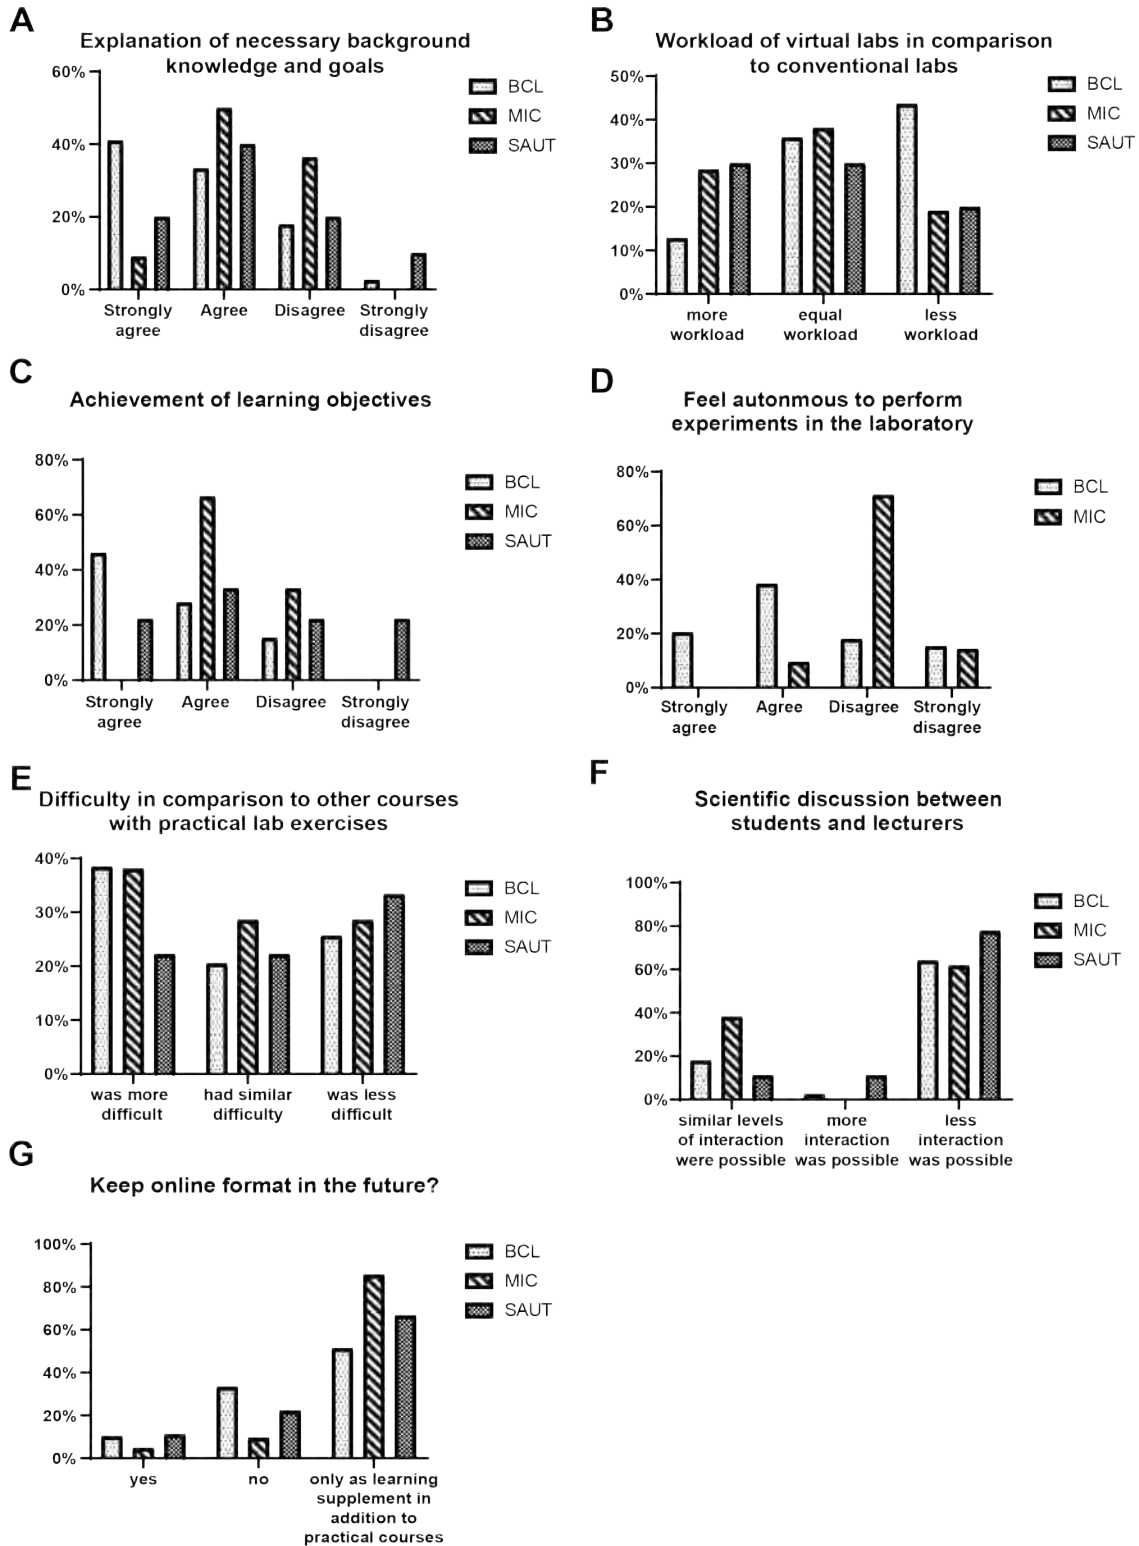 A
Explanation of necessary background
knowledge and goals
60%
40%
20%
0%
Strongly
agree
Agree
Disagree
Strongly
disagree
BCL
MIC
SAUT
B
Workload of virtual labs in comparison
to conventional labs
50%
40%
30%
20%
10%
0%
more
workload
equal
workload
less
workload
BCL
MIC
SAUT
C
Achievement of learning objectives
80%
60%
40%
20%
0%
Strongly
agree
Agree
Disagree
Strongly
disagree
BCL
MIC
SAUT
D
Feel autonmous to perform
experiments in the laboratory
80%
60%
40%
20%
0%
Strongly
agree
Agree
Disagree
Strongly
disagree
BCL
MIC
E
Difficulty in comparison to other courses
with practical lab exercises
40%
30%
20%
10%
0%
was more
difficult
had similar
difficulty
was less
difficult
BCL
MIC
SAUT
F
Scientific discussion between
students and lecturers
100%
80%
60%
40%
20%
0%
similar levels
of interaction
were possible
more
interaction
was possible
less
interaction
was possible
BCL
MIC
SAUT
G
Keep online format in the future?
100%
80%
60%
40%
20%
0%
yes
no
only as learning
supplement in
addition to
practical courses
BCL
MIC
SAUT